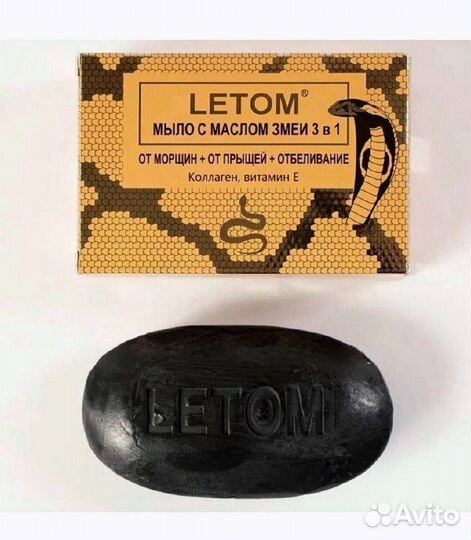 LETOM®
МЫЛО С МАСЛОМ ЗМЕИ 3 в 1
ОТ МОРЩИН + ОТ ПРЫЩЕЙ + ОТБЕЛИВАНИЕ
Коллаген, витамин Е
LETOM
Avito